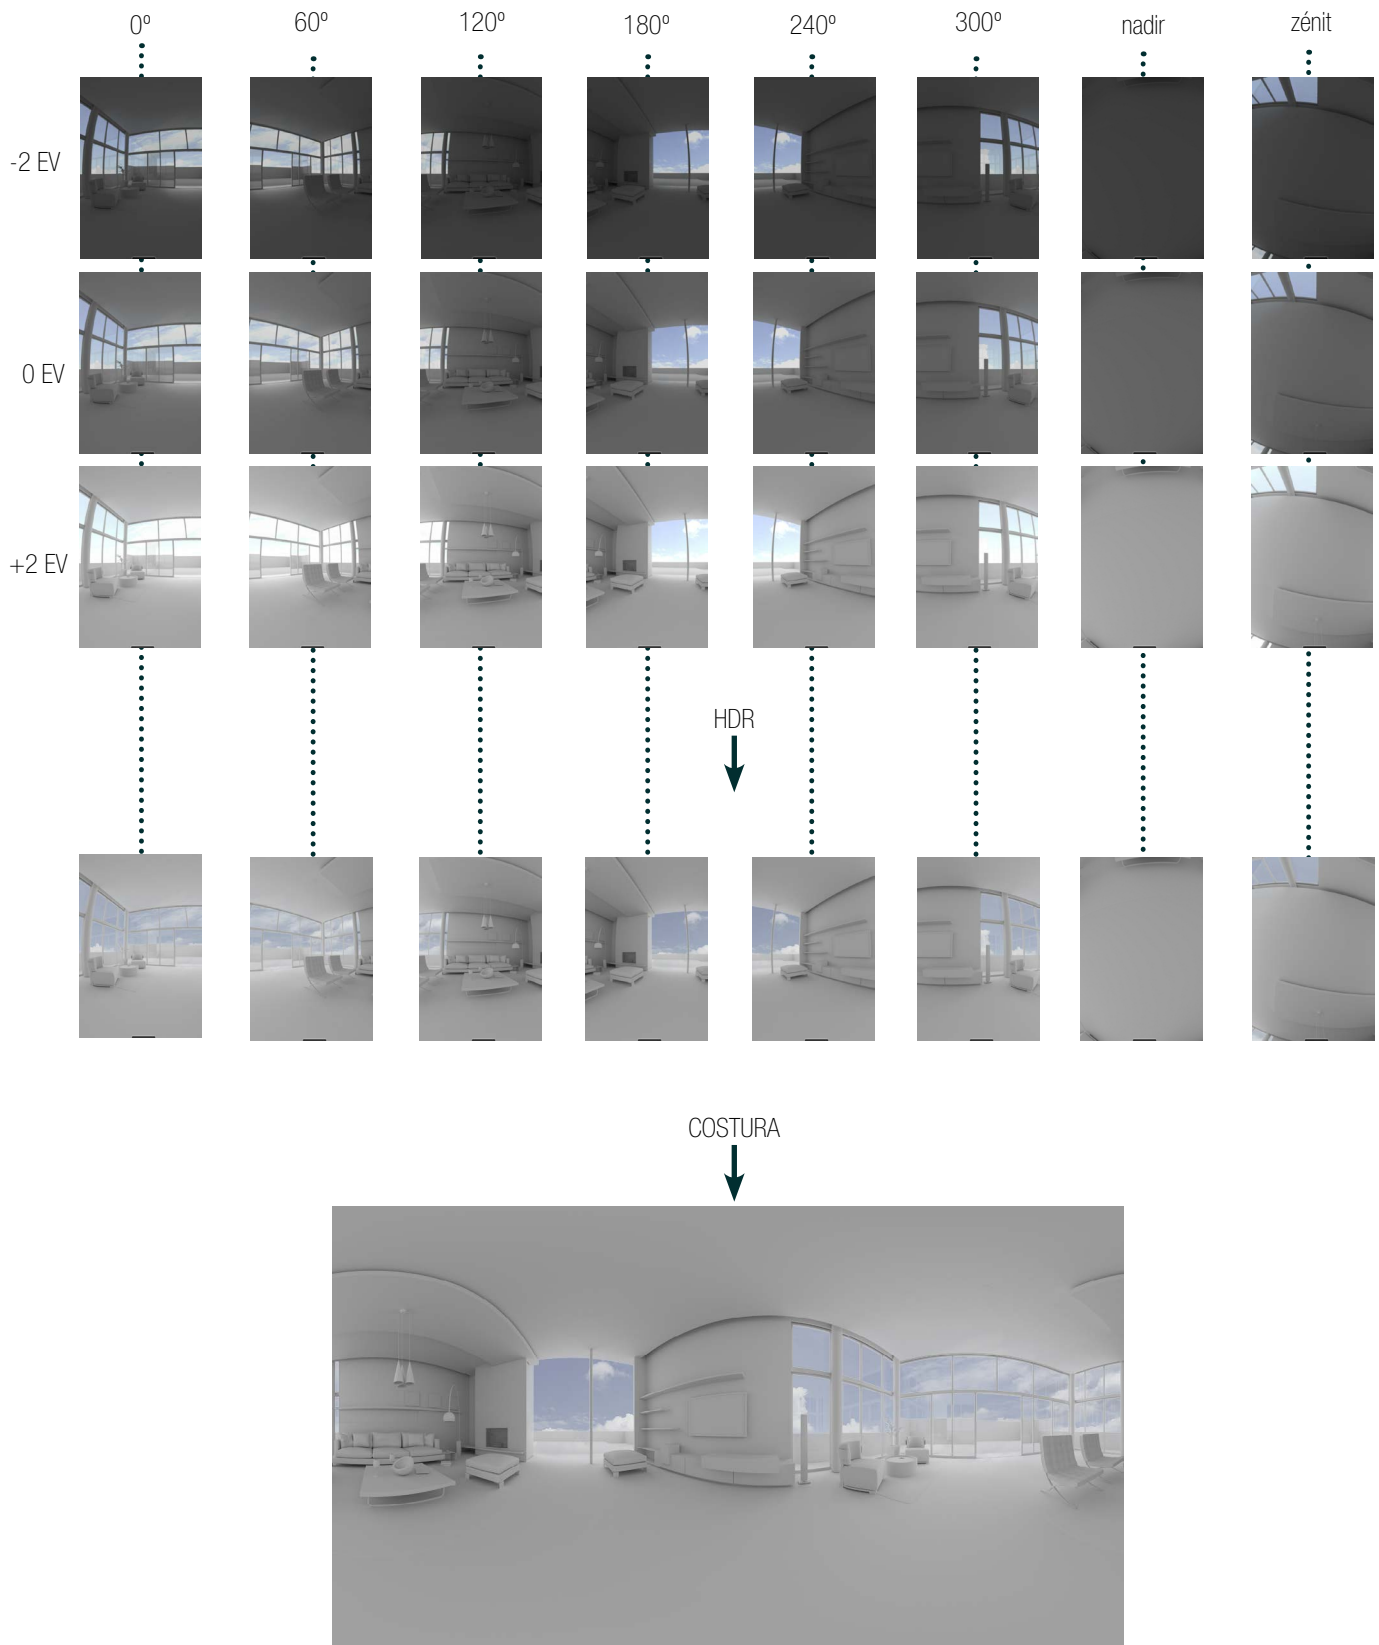 0º 60º 120º 180º 240º 300º nadir zénit
-2 EV
0 EV
+2 EV
HDR
COSTURA